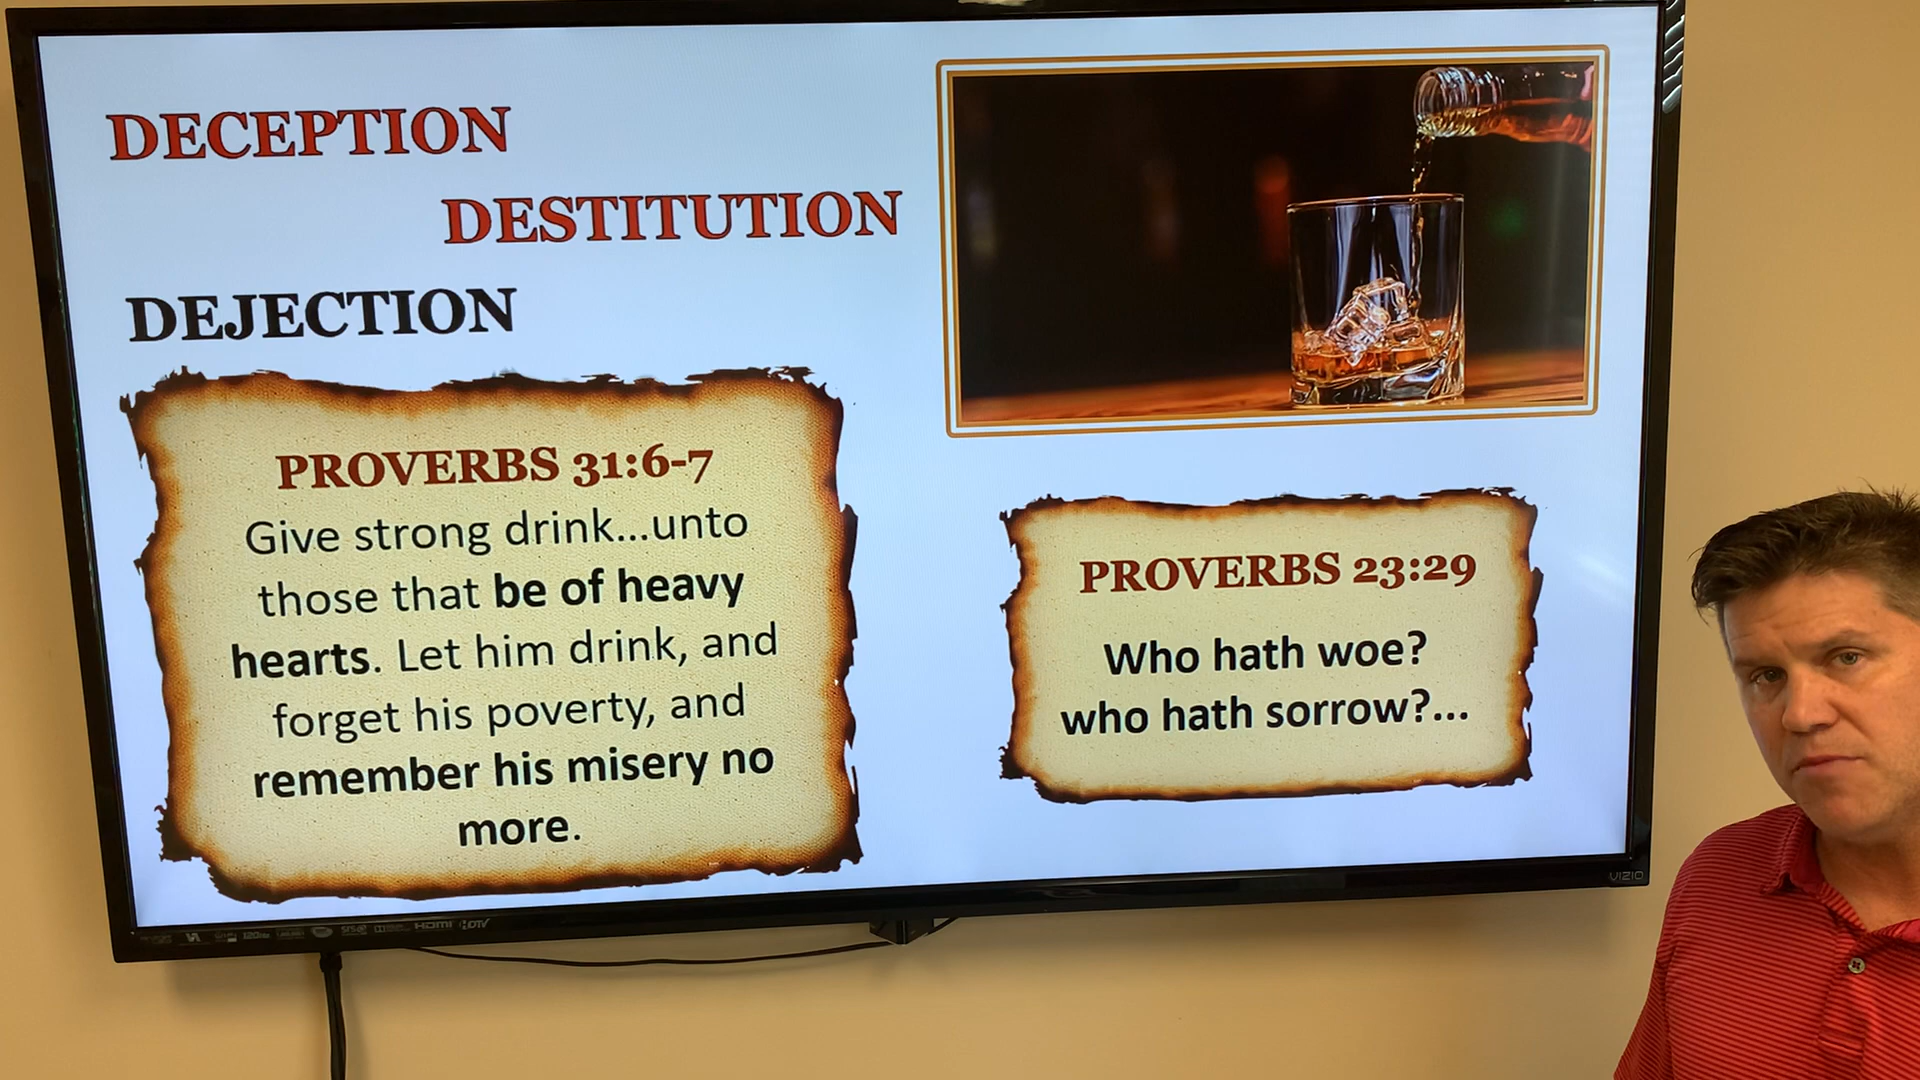 DECEPTION
DESTITUTION
DEJECTION
PROVERBS 31:6-7
Give strong drink...unto
those that be of heavy
hearts. Let him drink, and
forget his poverty, and
remember his misery no
more.
PROVERBS 23:29
Who hath woe?
who hath sorrow?...
VIZIO
HDMI HDTV